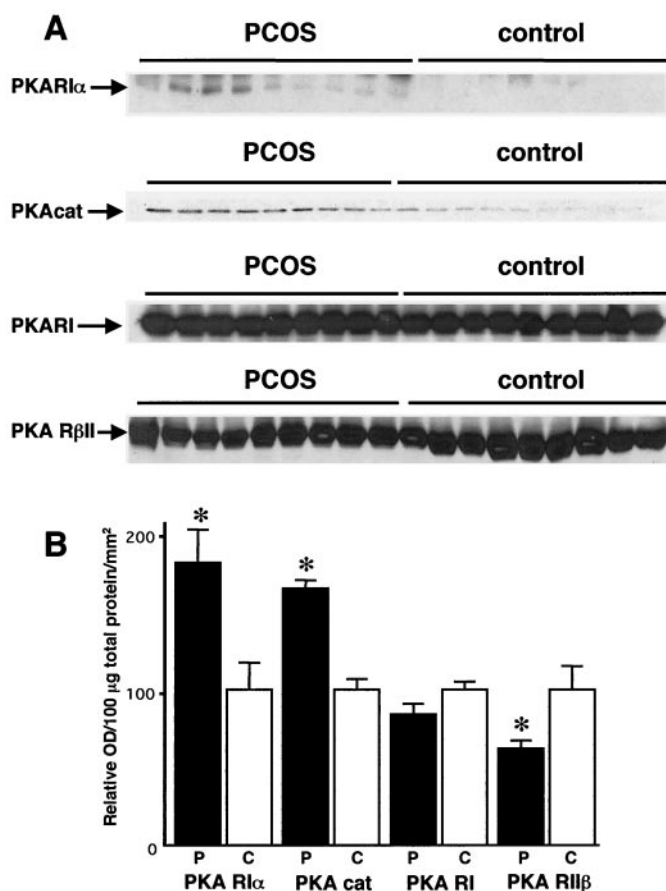 A
PCOS control
PKARIα
PCOS control
PKAcat
PCOS control
PKARI
PCOS control
PKA RβII
B
Relative OD/100 μg total protein/mm²
200
100
0
* * *
P C P C P C P C
PKA RIα PKA cat PKA RI PKA RIIβ